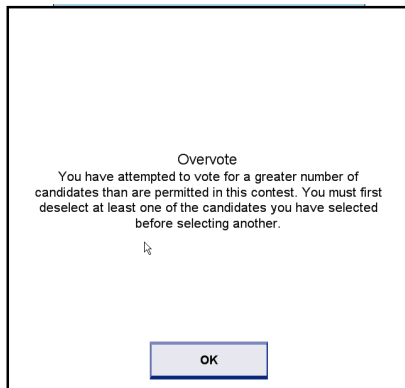 Overvote
You have attempted to vote for a greater number of
candidates than are permitted in this contest. You must first
deselect at least one of the candidates you have selected
before selecting another.
OK